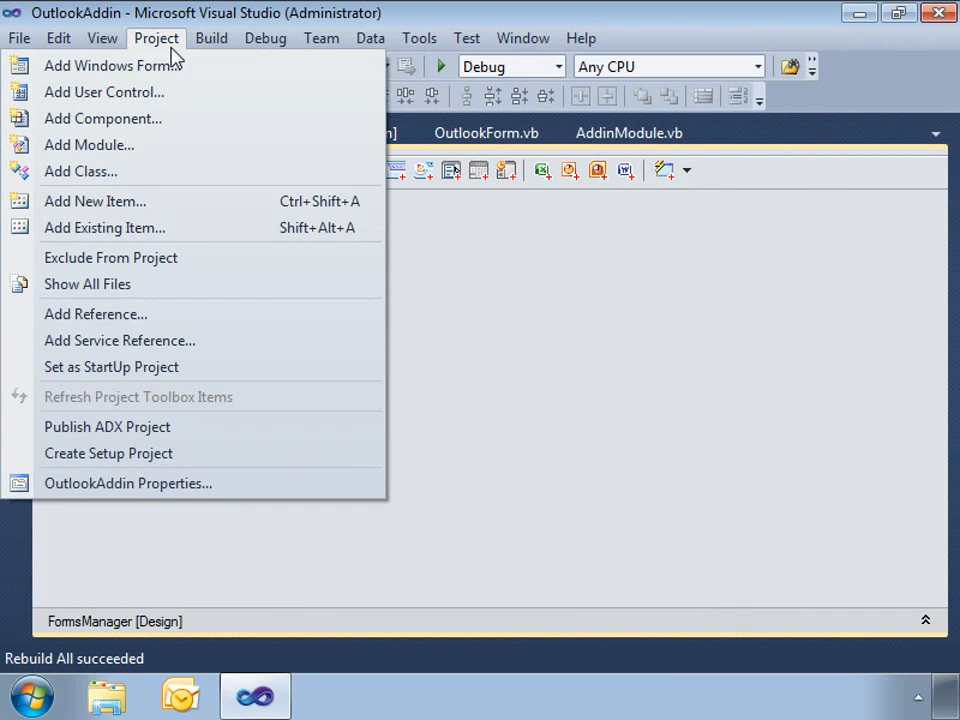 OutlookAddin - Microsoft Visual Studio (Administrator)
File Edit View Project Build Debug Team Tools Data Test Window Help
Add Windows Form...
Debug
Any CPU
Add User Control...
Add Component...
OutlookForm.vb
AddinModule.vb
Add Module...
Add Class...
Add New Item... Ctrl+Shift+A
Add Existing Item... Shift+Alt+A
Exclude From Project
Show All Files
Add Reference...
Add Service Reference...
Set as StartUp Project
Refresh Project Toolbox Items
Publish ADX Project
Create Setup Project
OutlookAddin Properties...
FormsManager [Design]
Rebuild All succeeded